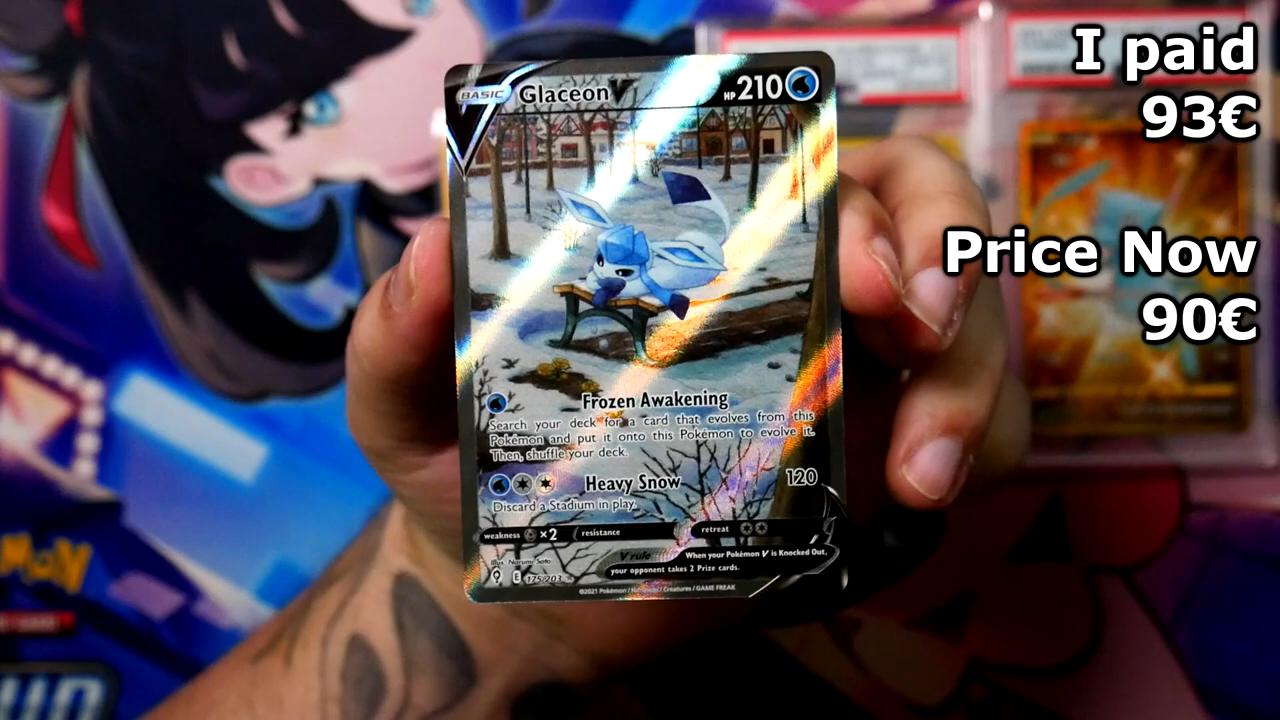 BASIC
Glaceon V
HP 210
Frozen Awakening
Search your deck for a card that evolves from this
Pokémon and put it onto this Pokémon to evolve it.
Then, shuffle your deck.
Heavy Snow
120
Discard a Stadium in play.
weakness ×2 resistance
retreat
V rule When your Pokémon V is Knocked Out,
your opponent takes 2 Prize cards.
Illus. Narumi Sato
E 175/203
©2021 Pokémon / Nintendo / Creatures / GAME FREAK
I paid
93€
Price Now
90€